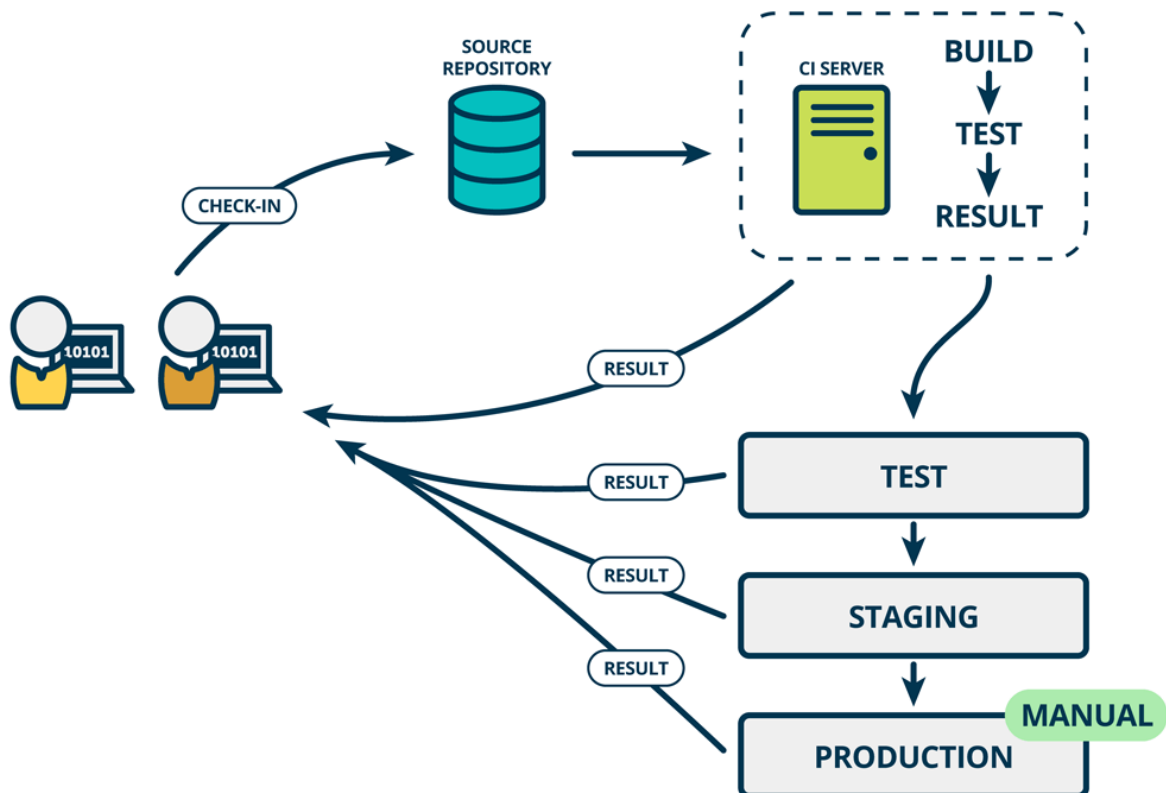 SOURCE
REPOSITORY
CI SERVER
BUILD
TEST
RESULT
CHECK-IN
10101
10101
RESULT
RESULT
TEST
RESULT
STAGING
RESULT
MANUAL
PRODUCTION